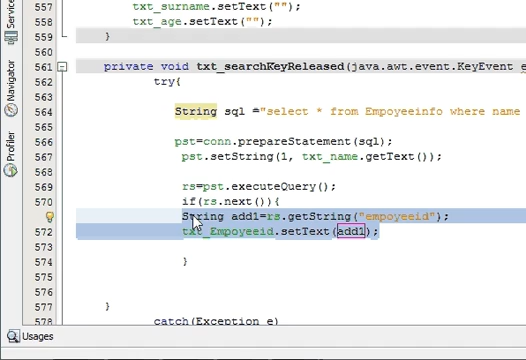 Service
Navigator
Profiler
557 txt_surname.setText("");
558 txt_age.setText("");
559 }
560
561 private void txt_searchKeyReleased(java.awt.event.KeyEvent e
562 try{
563
564 String sql ="select * from Empoyeeinfo where name
565
566 pst=conn.prepareStatement(sql);
567 pst.setString(1, txt_name.getText());
568
569 rs=pst.executeQuery();
570 if(rs.next()){
String add1=rs.getString("empoyeeid");
572 txt_Empoyeeid.setText(add1);
573
574 }
575
576
577 }
578 catch(Exception e)
Usages